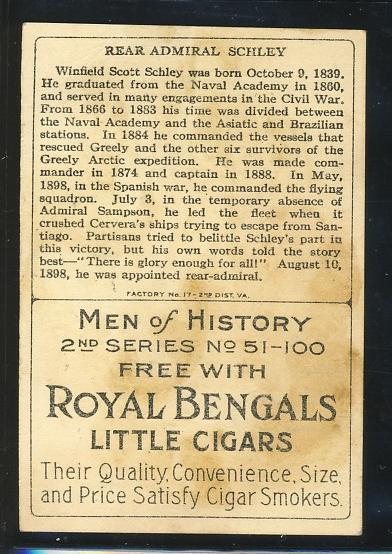 REAR ADMIRAL SCHLEY
Winfield Scott Schley was born October 9, 1839.
He graduated from the Naval Academy in 1860,
and served in many engagements in the Civil War.
From 1866 to 1883 his time was divided between
the Naval Academy and the Asiatic and Brazilian
stations. In 1884 he commanded the vessels that
rescued Greely and the other six survivors of the
Greely Arctic expedition. He was made com-
mander in 1874 and captain in 1888. In May,
1898, in the Spanish war, he commanded the flying
squadron. July 3, in the temporary absence of
Admiral Sampson, he led the fleet when it
crushed Cervera's ships trying to escape from San-
tiago. Partisans tried to belittle Schley's part in
this victory, but his own words told the story
best—"There is glory enough for all!" August 10,
1898, he was appointed rear-admiral.
FACTORY No. 17-2ND DIST. VA.
MEN of HISTORY
2ND SERIES No 51-100
FREE WITH
ROYAL BENGALS
LITTLE CIGARS
Their Quality, Convenience, Size,
and Price Satisfy Cigar Smokers.